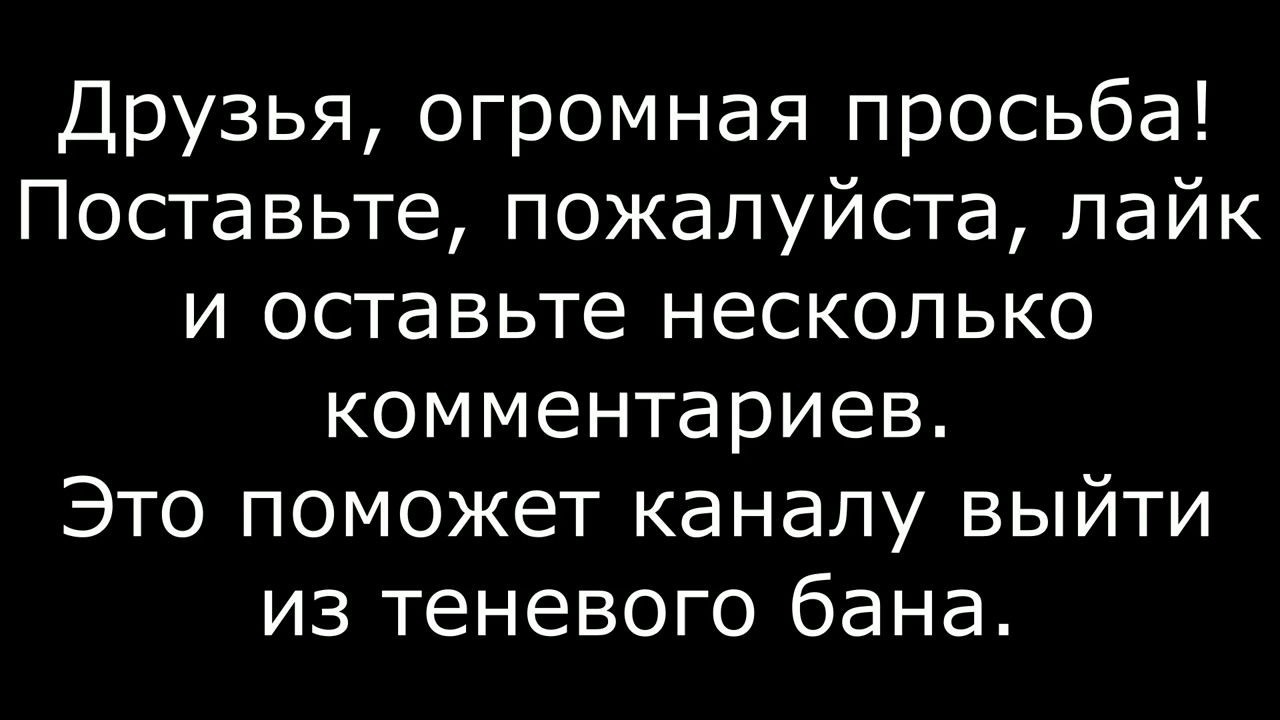 Друзья, огромная просьба!
Поставьте, пожалуйста, лайк
и оставьте несколько
комментариев.
Это поможет каналу выйти
из теневого бана.